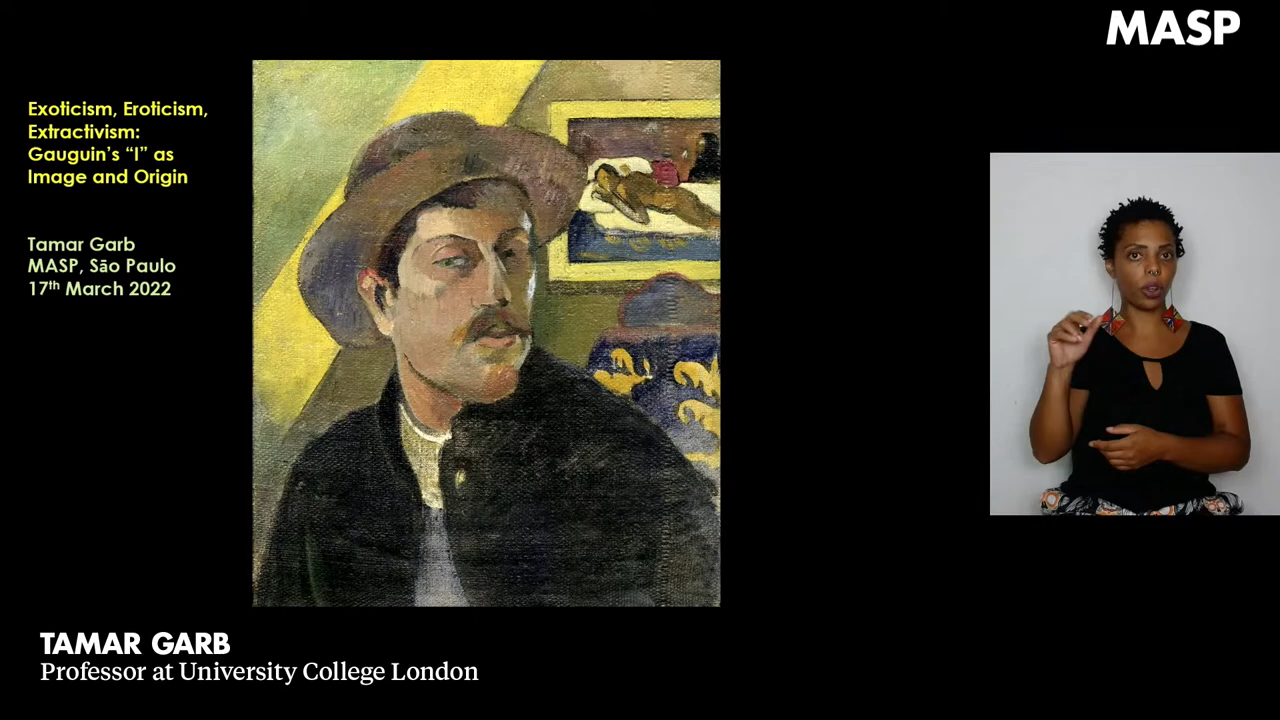 MASP
Exoticism, Eroticism,
Extractivism:
Gauguin’s “I” as
Image and Origin
Tamar Garb
MASP, São Paulo
17th March 2022
TAMAR GARB
Professor at University College London